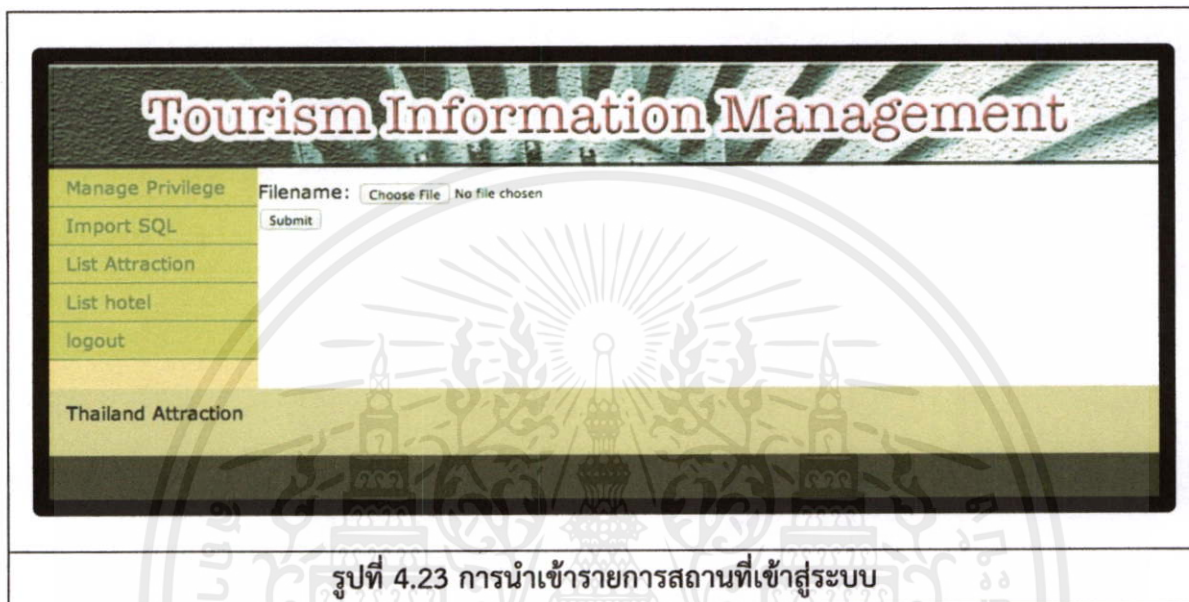 Tourism Information Management
Manage Privilege
Import SQL
List Attraction
List hotel
logout
Filename: Choose File No file chosen
Submit
Thailand Attraction
รูปที่ 4.23 การนำเข้ารายการสถานที่เข้าสู่ระบบ